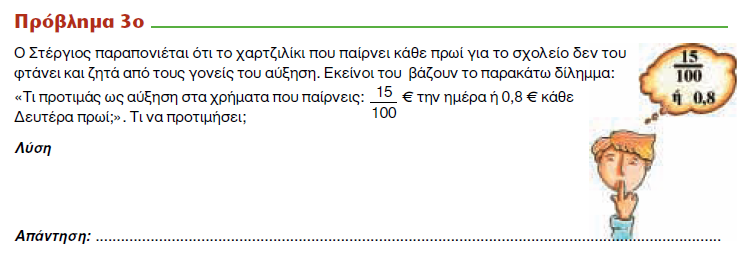 Πρόβλημα 3ο
Ο Στέργιος παραπονιέται ότι το χαρτζιλίκι που παίρνει κάθε πρωί για το σχολείο δεν του
φτάνει και ζητά από τους γονείς του αύξηση. Εκείνοι του βάζουν το παρακάτω δίλημμα:
«Τι προτιμάς ως αύξηση στα χρήματα που παίρνεις: 15/100 € την ημέρα ή 0,8 € κάθε
Δευτέρα πρωί;». Τι να προτιμήσει;
15/100
ή 0,8
Λύση
Απάντηση: ........................................................................................................................